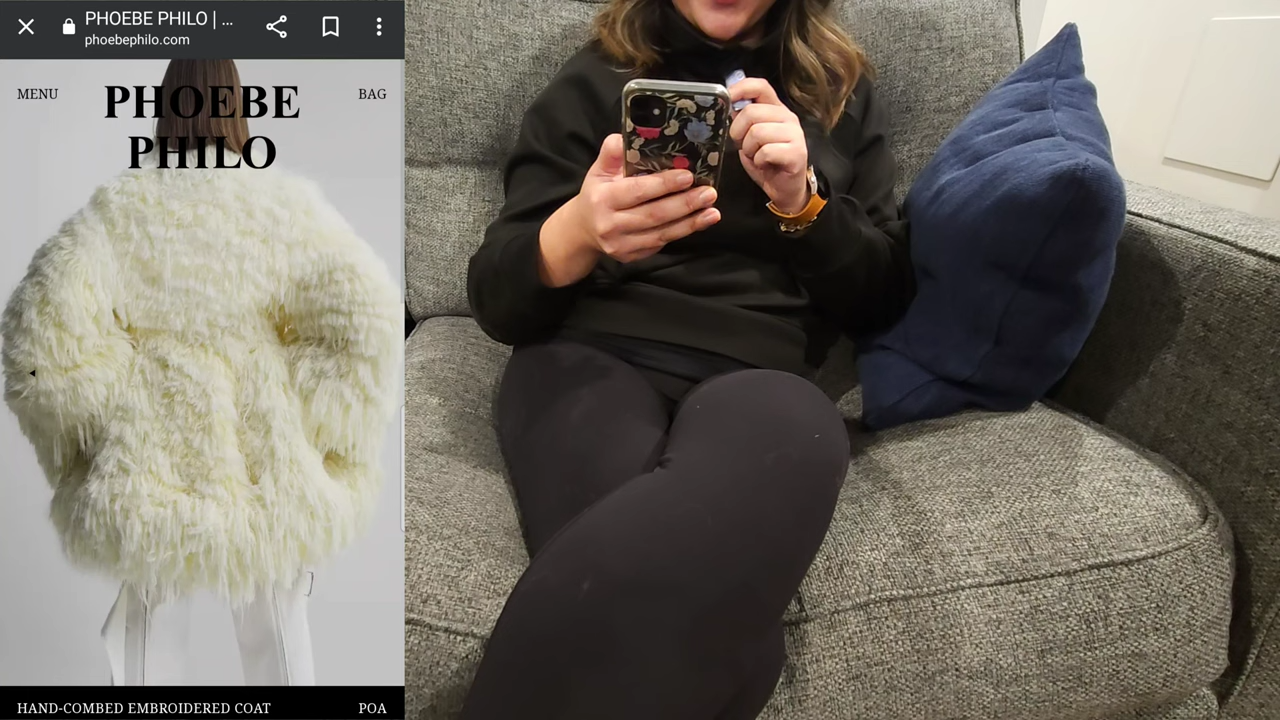 PHOEBE PHILO | ...
phoebephilo.com
MENU
PHOEBE
PHILO
BAG
HAND-COMBED EMBROIDERED COAT
POA